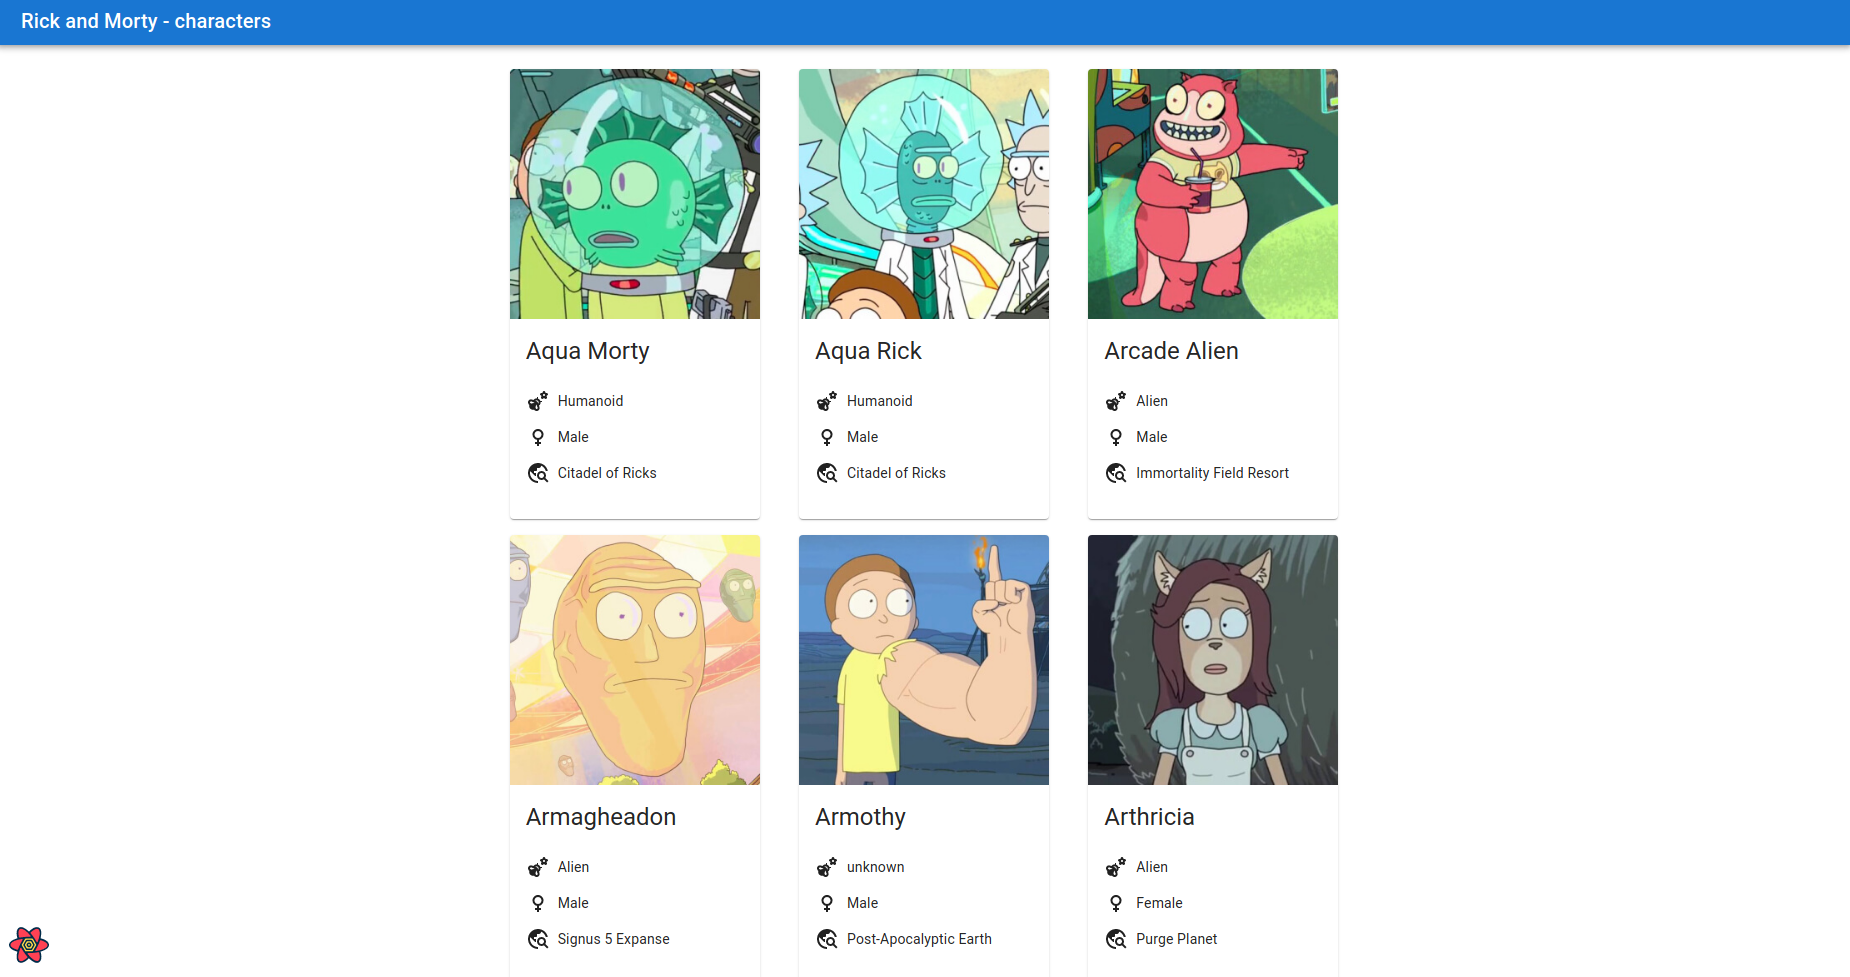 Rick and Morty - characters
Aqua Morty
Humanoid
Male
Citadel of Ricks
Aqua Rick
Humanoid
Male
Citadel of Ricks
Arcade Alien
Alien
Male
Immortality Field Resort
Armagheadon
Alien
Male
Signus 5 Expanse
Armothy
unknown
Male
Post-Apocalyptic Earth
Arthricia
Alien
Female
Purge Planet